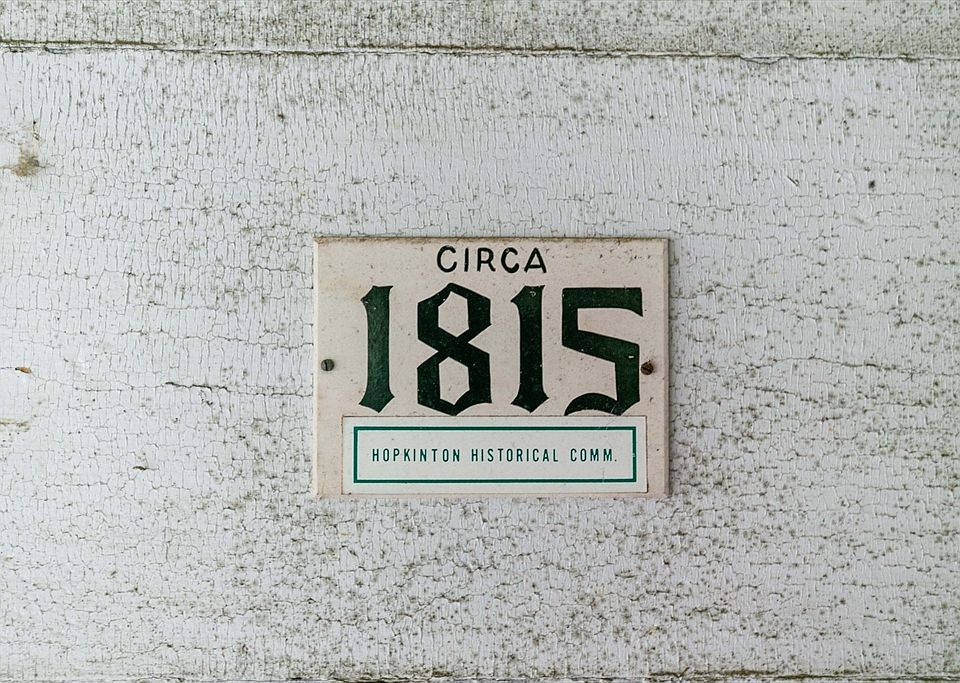 CIRCA
1815
HOPKINTON HISTORICAL COMM.